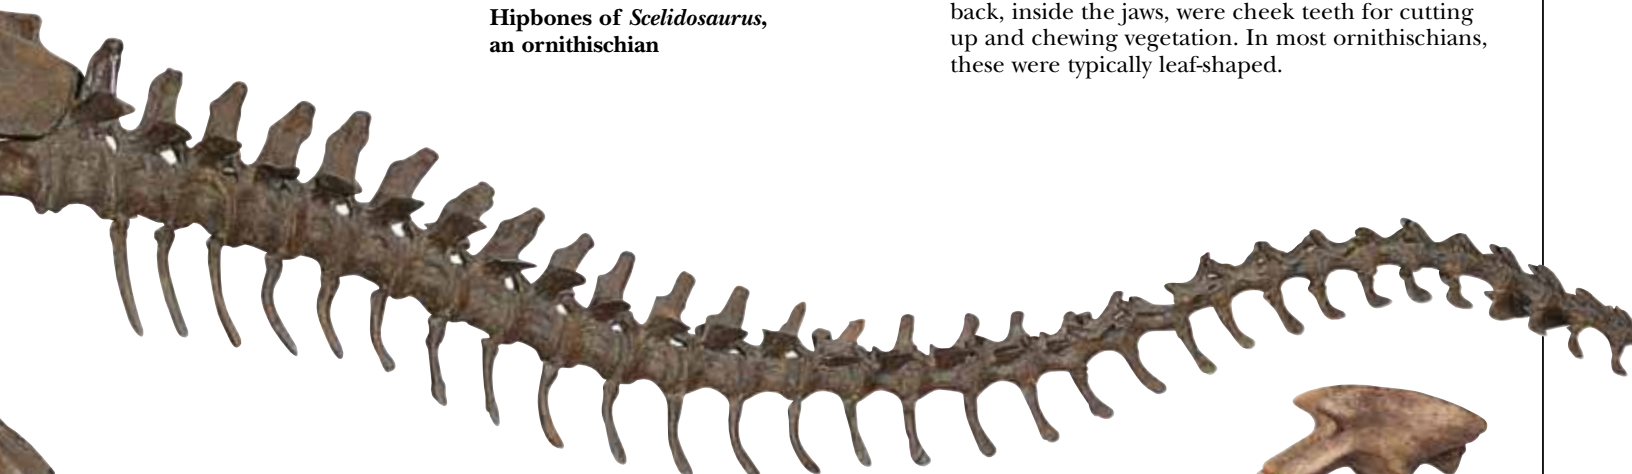 Hipbones of Scelidosaurus,
an ornithischian
back, inside the jaws, were cheek teeth for cutting
up and chewing vegetation. In most ornithischians,
these were typically leaf-shaped.